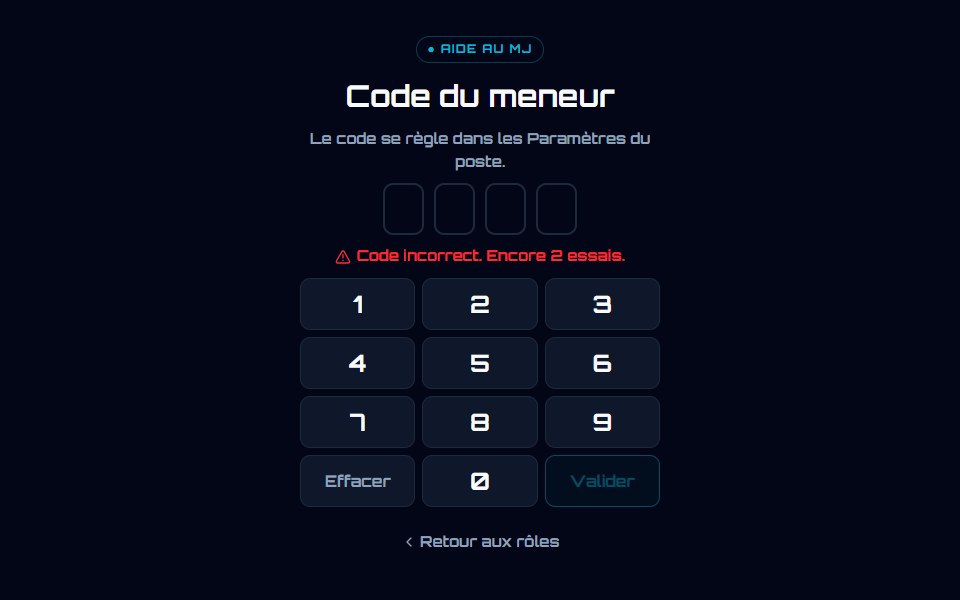 AIDE AU MJ
Code du meneur
Le code se règle dans les Paramètres du
poste.
Code incorrect. Encore 2 essais.
1 2 3
4 5 6
7 8 9
Effacer 0 Valider
Retour aux rôles